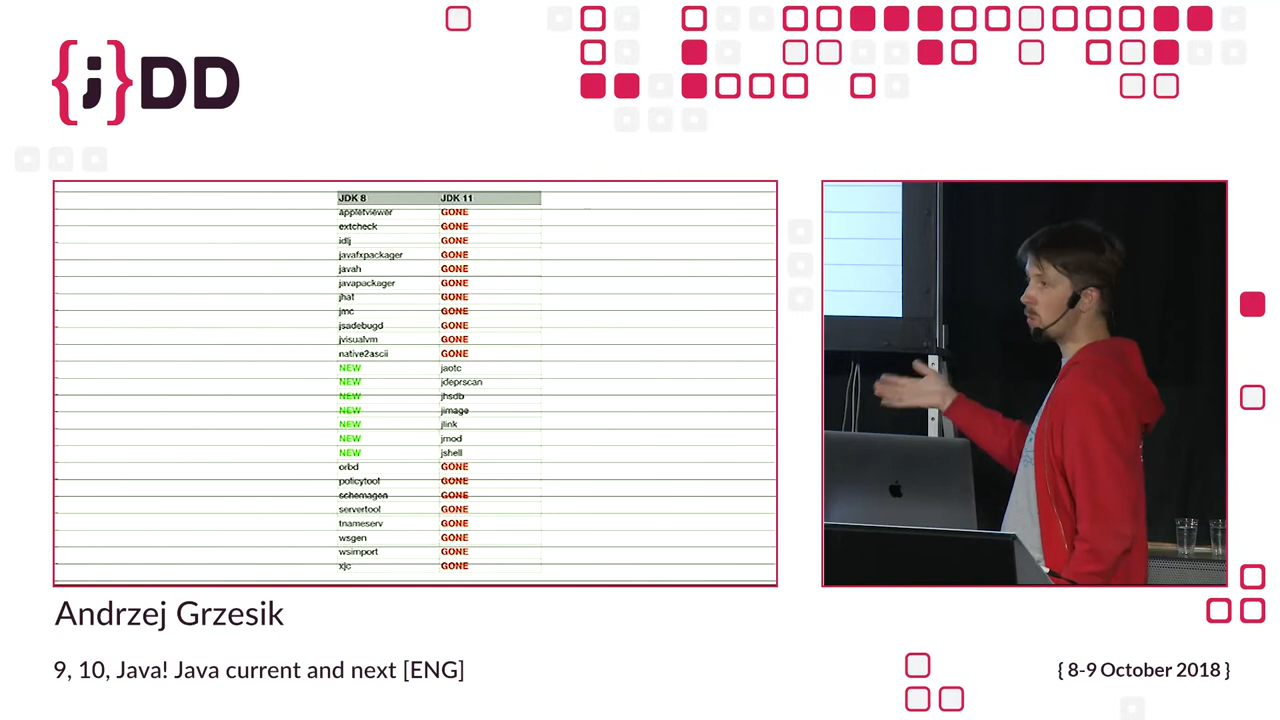 {j}DD
JDK 8 JDK 11
appletviewer GONE
extcheck GONE
idlj GONE
javafxpackager GONE
javah GONE
javapackager GONE
jhat GONE
jmc GONE
jsadebugd GONE
jvisualvm GONE
native2ascii GONE
NEW jaotc
NEW jdeprscan
NEW jhsdb
NEW jimage
NEW jlink
NEW jmod
NEW jshell
orbd GONE
policytool GONE
schemagen GONE
servertool GONE
tnameserv GONE
wsgen GONE
wsimport GONE
xjc GONE
Andrzej Grzesik
9, 10, Java! Java current and next [ENG]
{ 8-9 October 2018 }